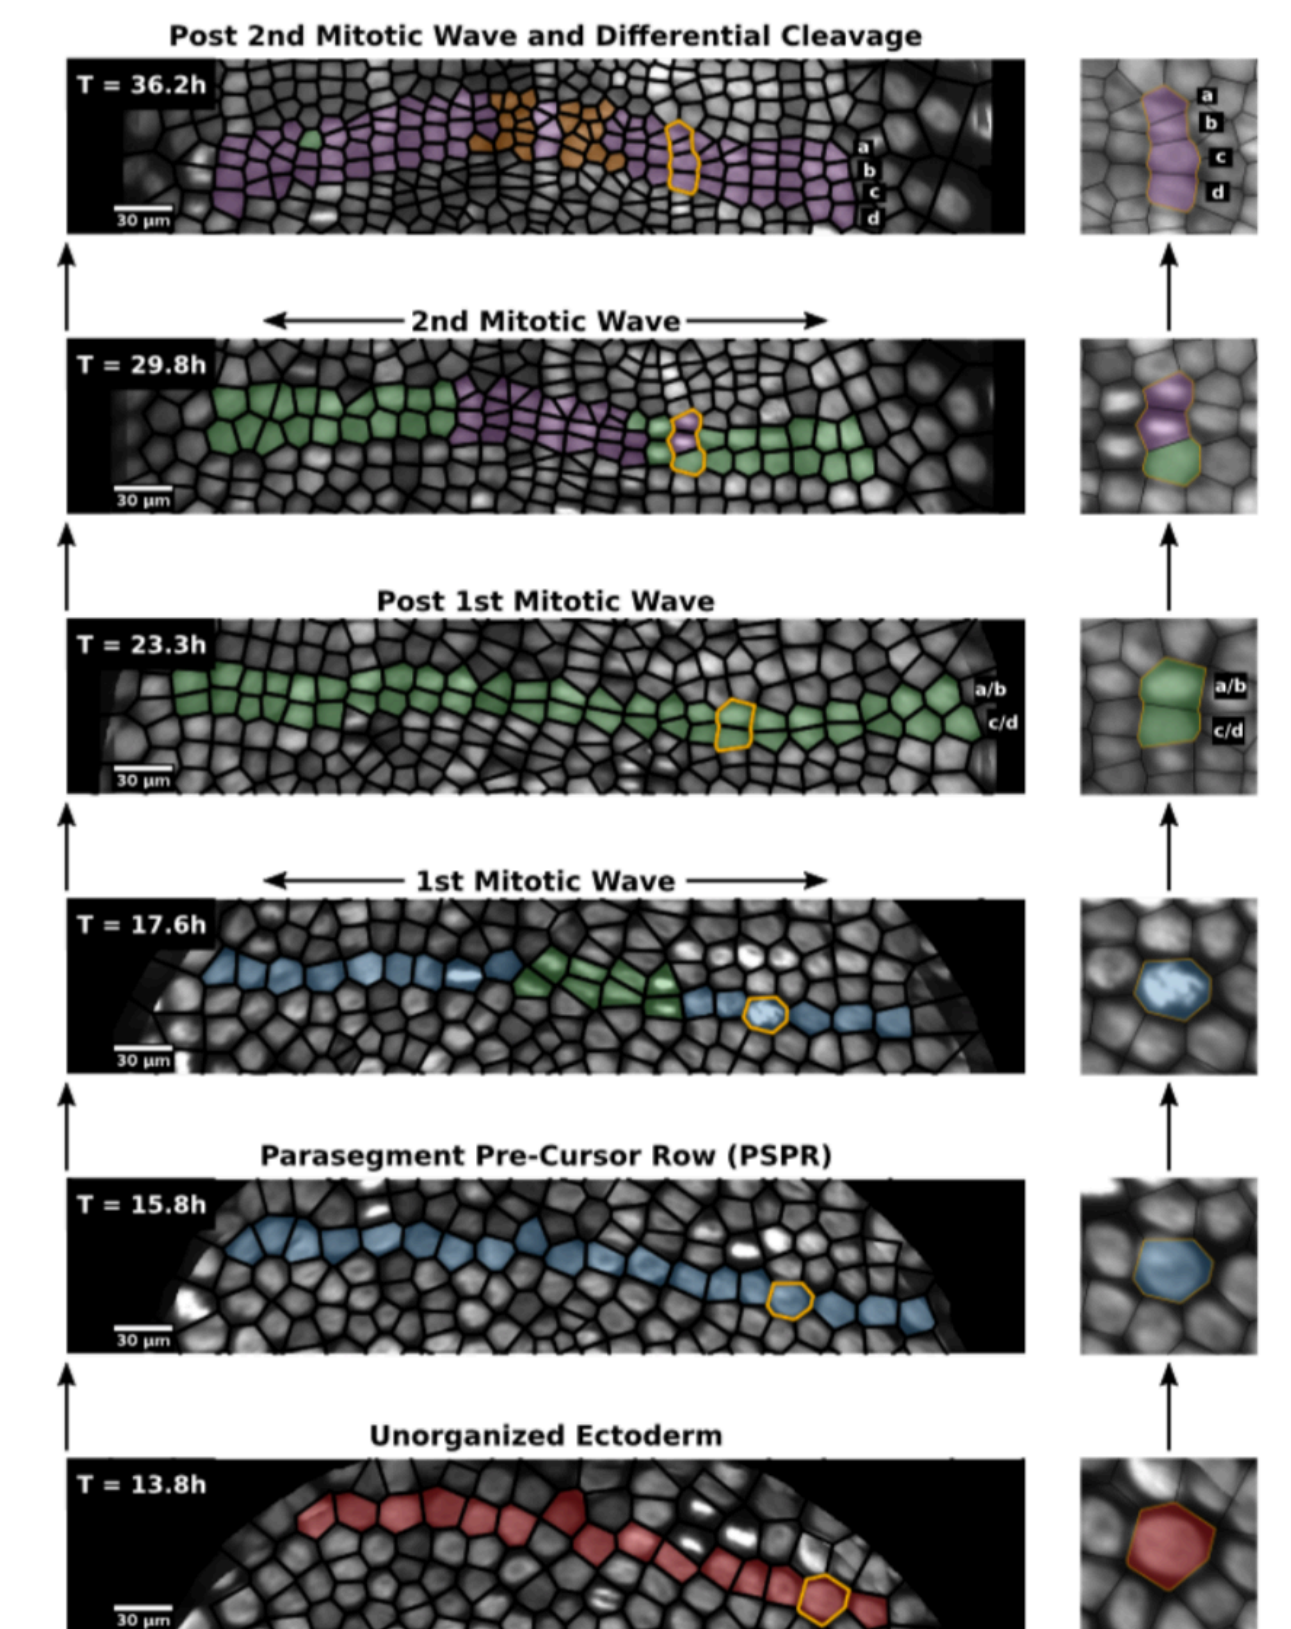 Post 2nd Mitotic Wave and Differential Cleavage
T = 36.2h
a
b
c
d
30 µm
a
b
c
d
2nd Mitotic Wave
T = 29.8h
30 µm
Post 1st Mitotic Wave
T = 23.3h
a/b
c/d
30 µm
a/b
c/d
1st Mitotic Wave
T = 17.6h
30 µm
Parasegment Pre-Cursor Row (PSPR)
T = 15.8h
30 µm
Unorganized Ectoderm
T = 13.8h
30 µm